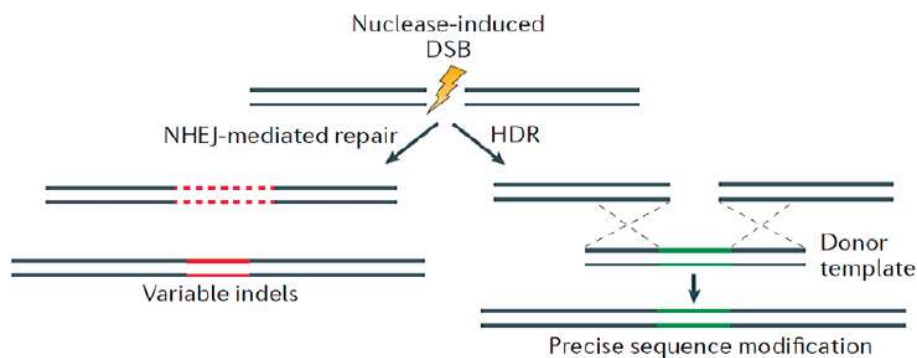 Nuclease-induced
DSB
NHEJ-mediated repair
HDR
Donor
template
Variable indels
Precise sequence modification